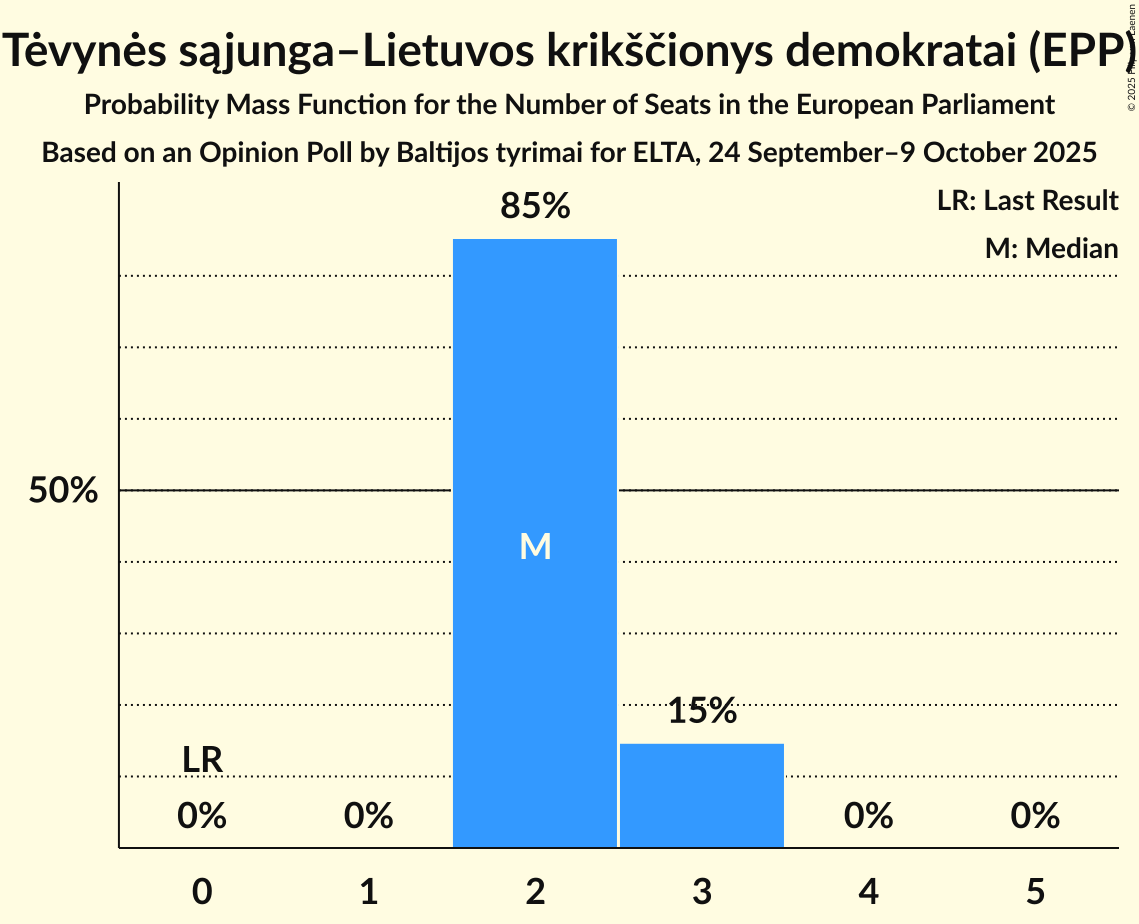 Tėvynės sąjunga–Lietuvos krikščionys demokratai (EPP)
© 2025 Laenen
Probability Mass Function for the Number of Seats in the European Parliament
Based on an Opinion Poll by Baltijos tyrimai for ELTA, 24 September–9 October 2025
LR: Last Result
M: Median
85%
50%
M
15%
LR
0% 0% 0% 0%
0 1 2 3 4 5